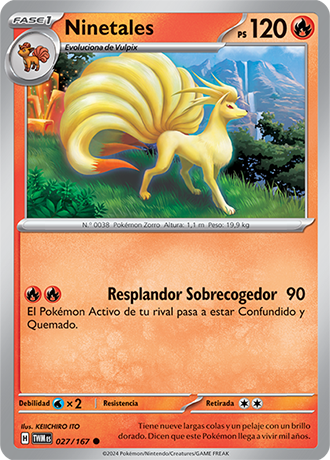 FASE 1
Ninetales
PS 120
Evoluciona de Vulpix
N.º 0038 Pokémon Zorro Altura: 1,1 m Peso: 19,9 kg
Resplandor Sobrecogedor 90
El Pokémon Activo de tu rival pasa a estar Confundido y
Quemado.
Debilidad ×2 Resistencia Retirada
Ilus. KEIICHIRO ITO
H TWM ES 027/167
Tiene nueve largas colas y un pelaje con un brillo
dorado. Dicen que este Pokémon llega a vivir mil años.
©2024 Pokémon/Nintendo/Creatures/GAME FREAK